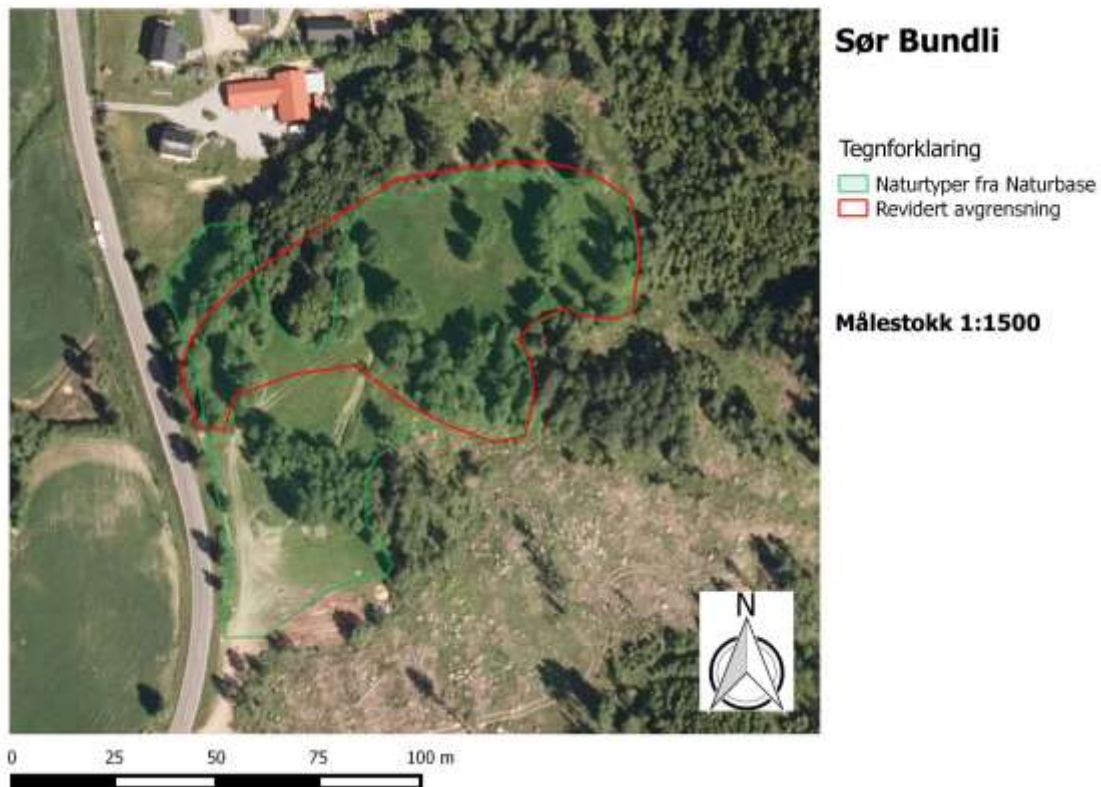 Sør Bundli
Tegnforklaring
Naturtyper fra Naturbase
Revidert avgrensning
Målestokk 1:1500
N
0 25 50 75 100 m